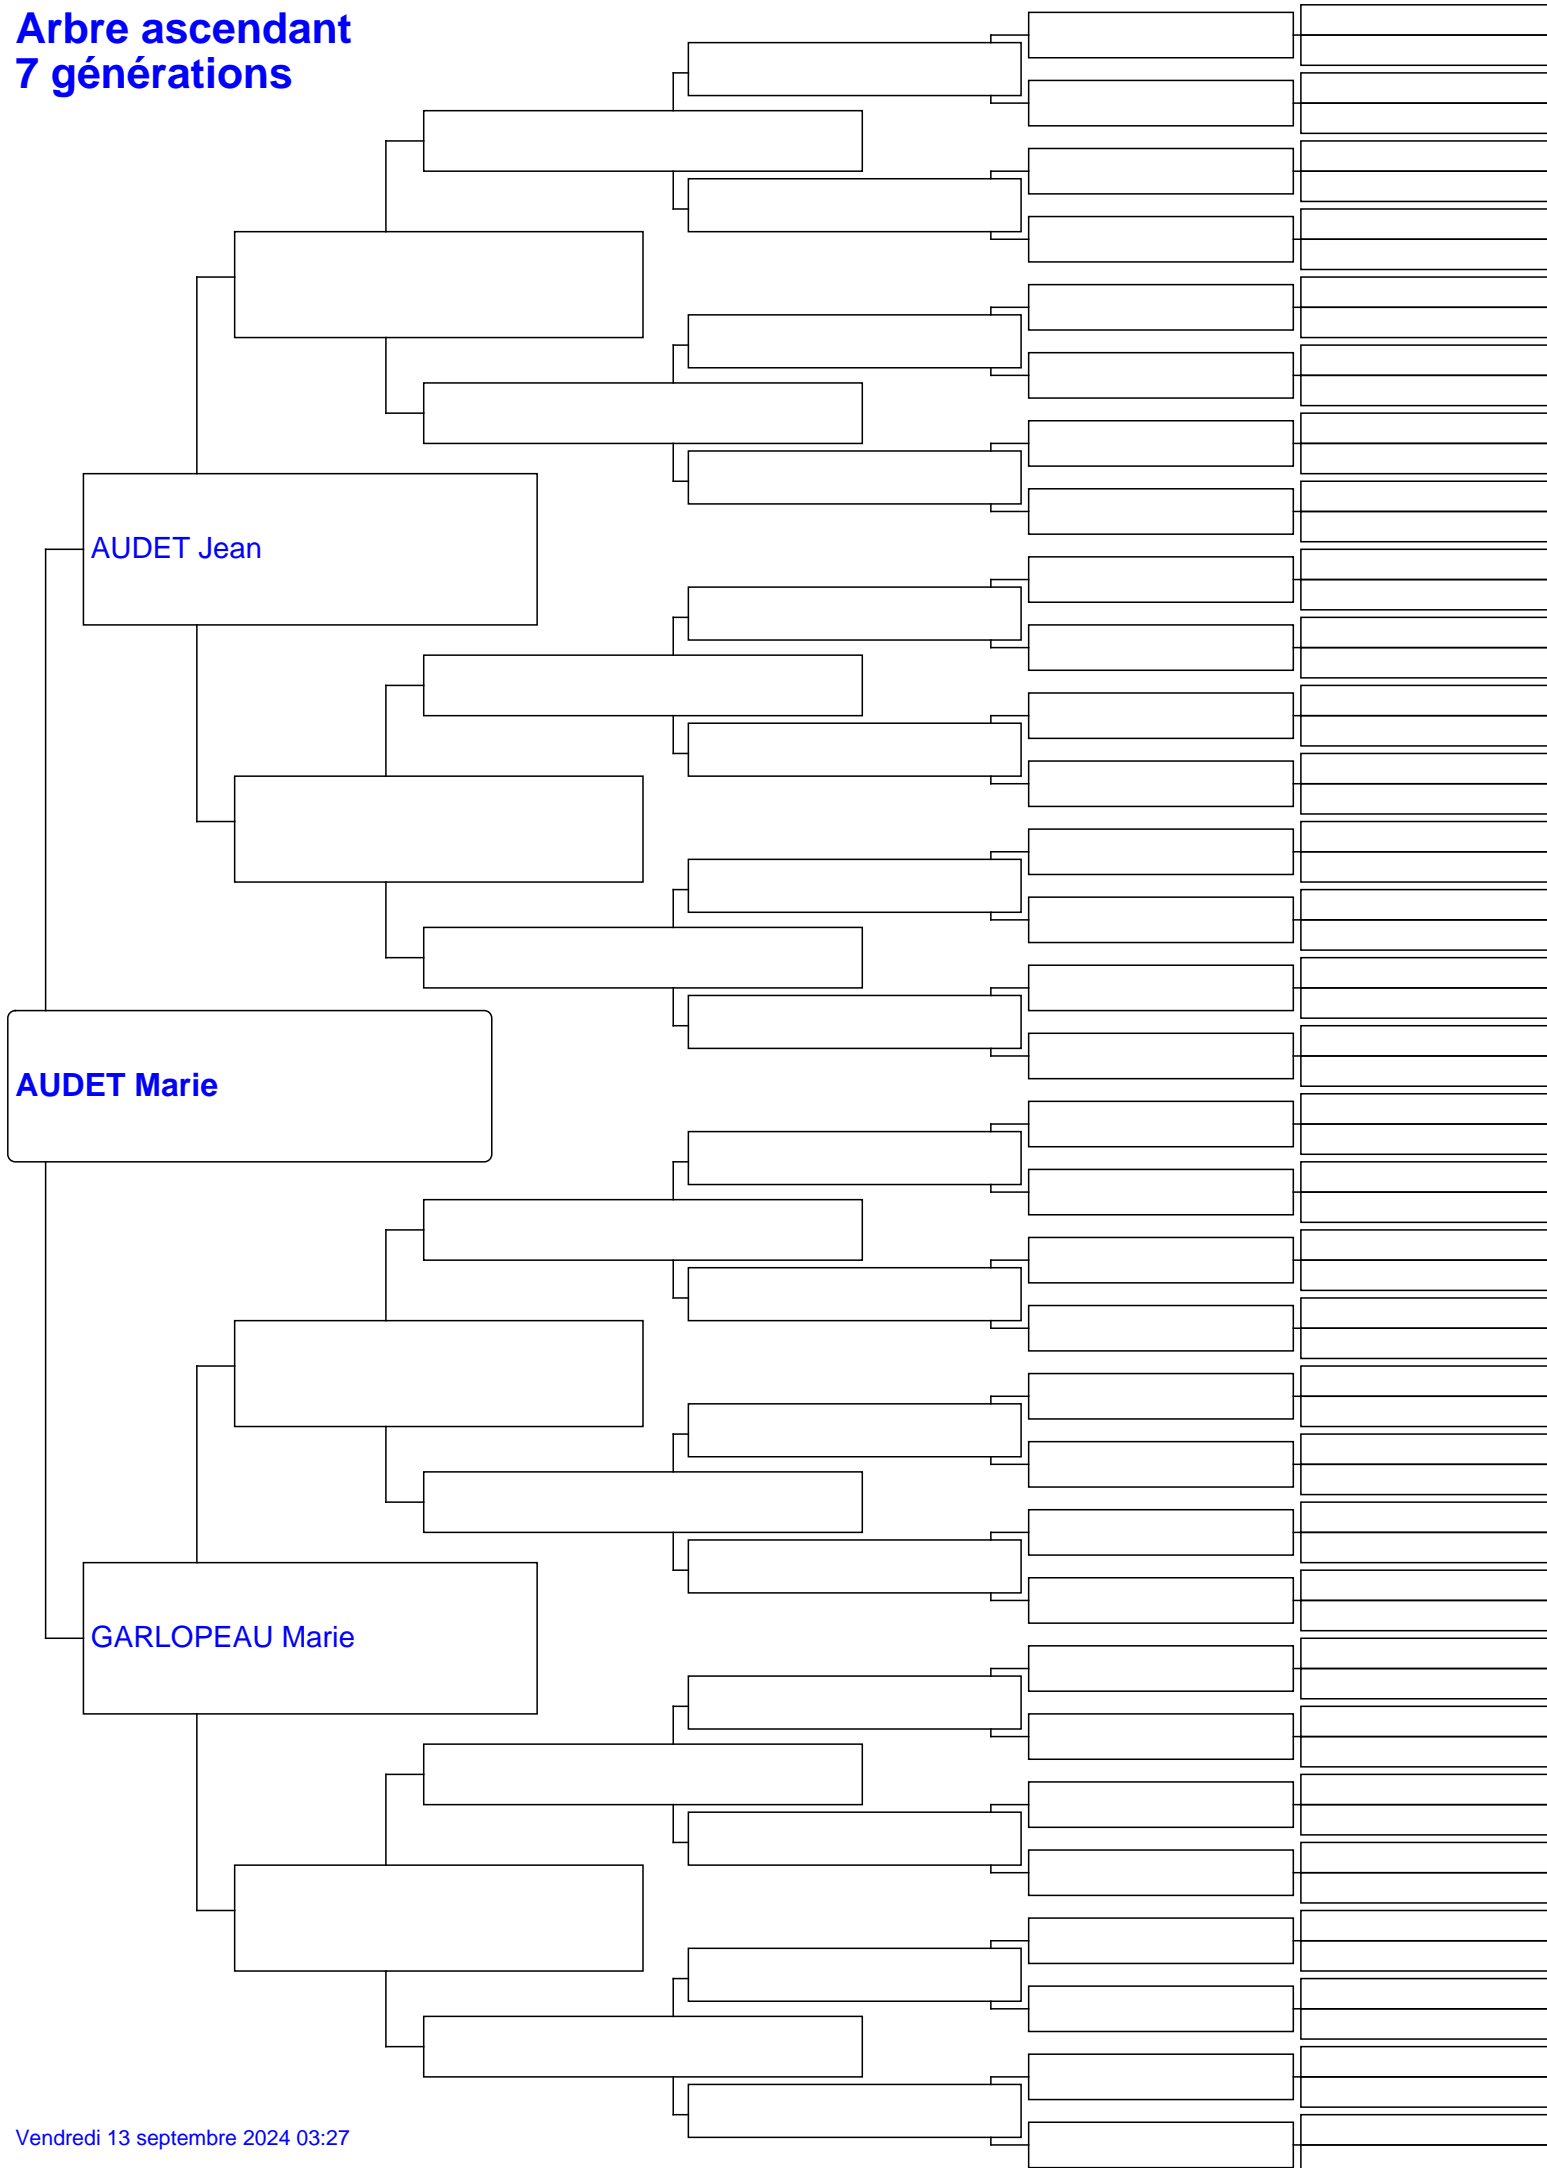 Arbre ascendant
7 générations
AUDET Jean
AUDET Marie
GARLOPEAU Marie
Vendredi 13 septembre 2024 03:27